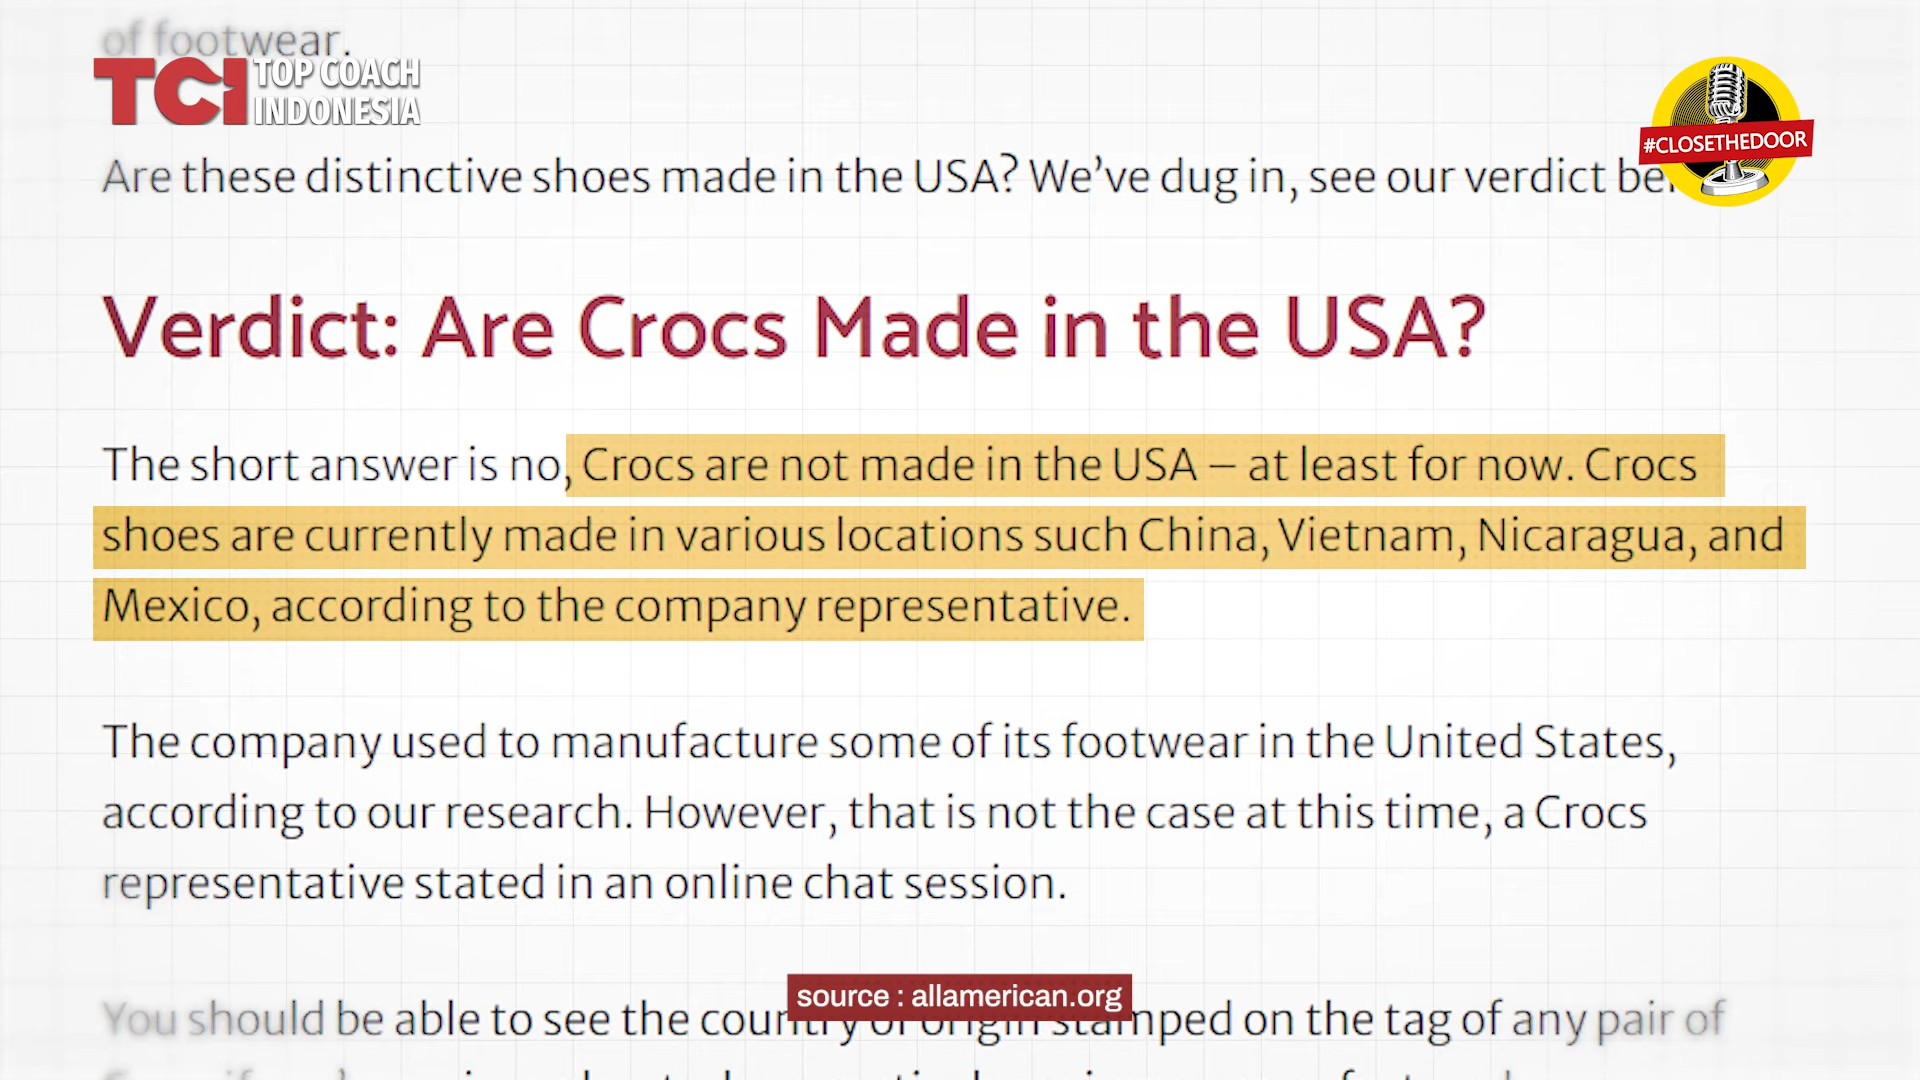 of footwear.
TCI TOP COACH
INDONESIA
#CLOSETHEDOOR
Are these distinctive shoes made in the USA? We’ve dug in, see our verdict
Verdict: Are Crocs Made in the USA?
The short answer is no, Crocs are not made in the USA – at least for now. Crocs
shoes are currently made in various locations such China, Vietnam, Nicaragua, and
Mexico, according to the company representative.
The company used to manufacture some of its footwear in the United States,
according to our research. However, that is not the case at this time, a Crocs
representative stated in an online chat session.
source : allamerican.org
You should be able to see the country of origin stamped on the tag of any pair of